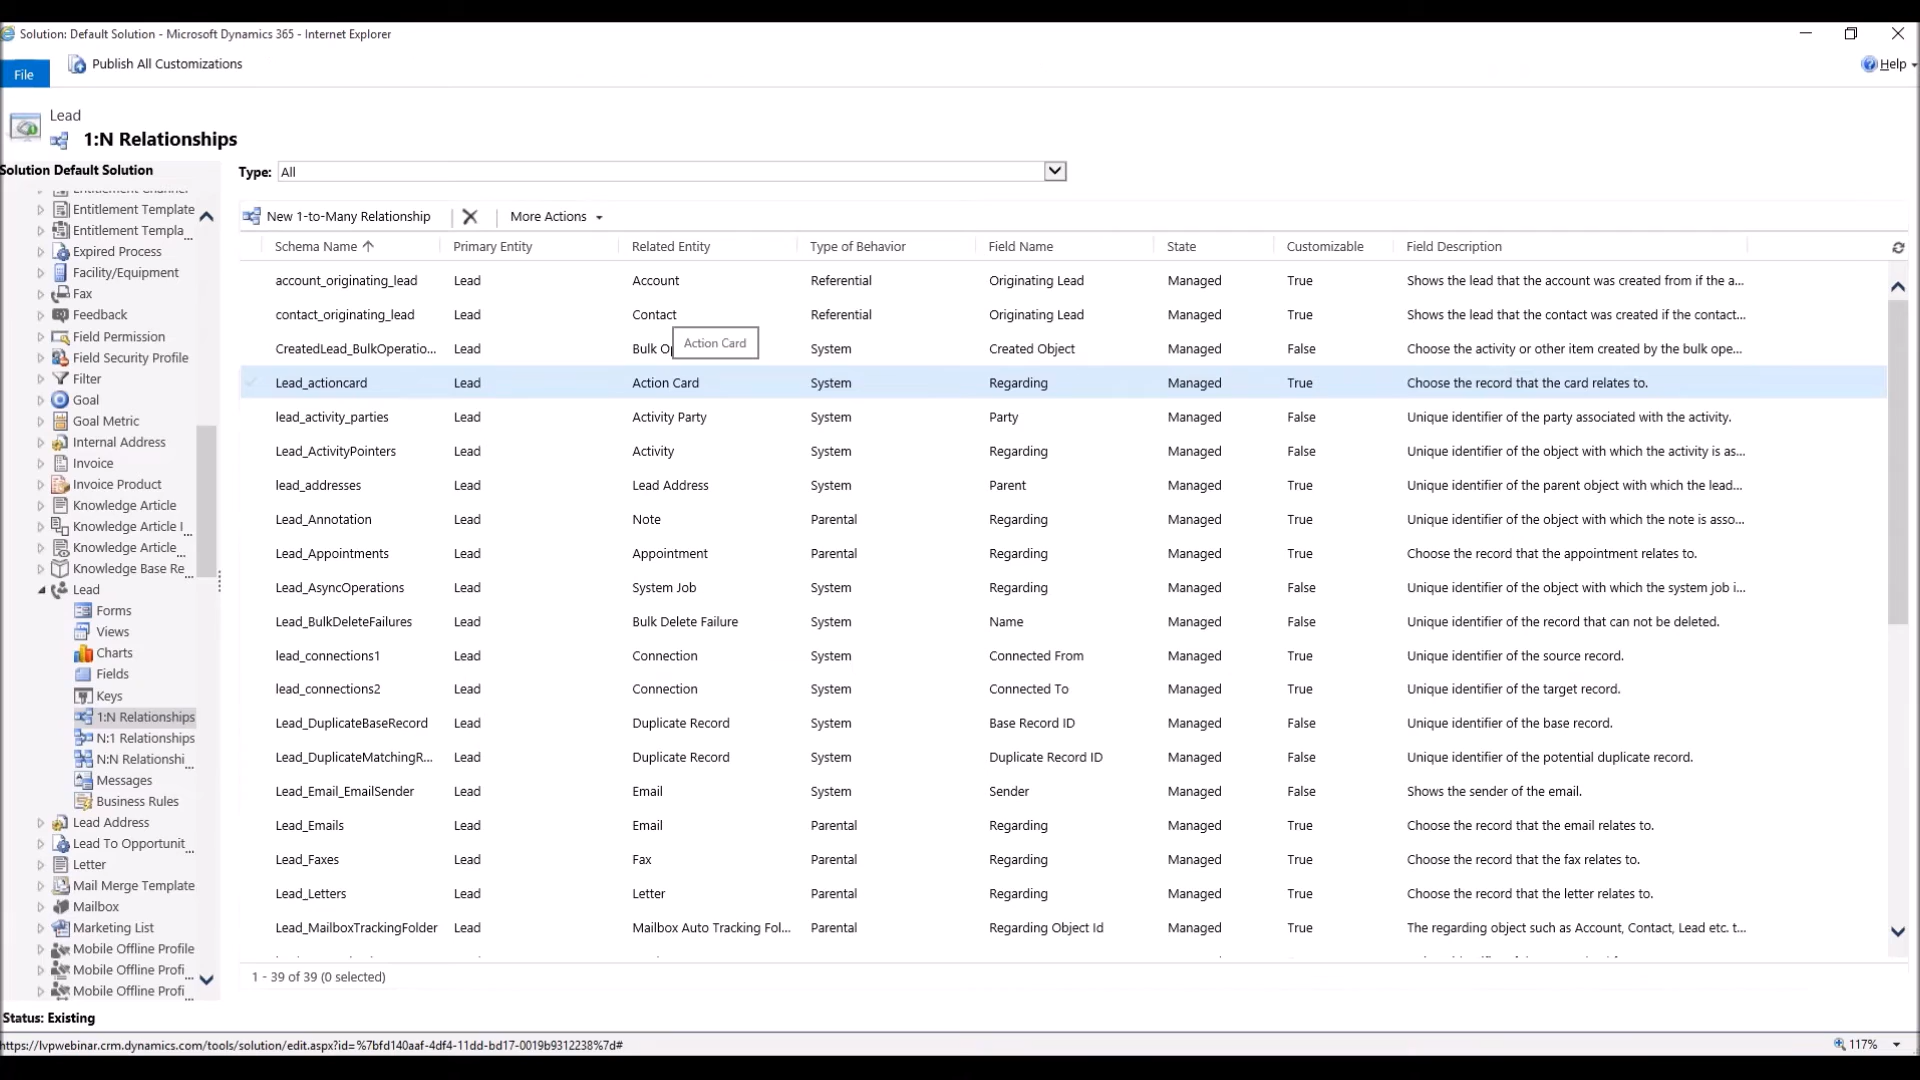 Solution: Default Solution - Microsoft Dynamics 365 - Internet Explorer
File
Publish All Customizations
Help
Lead
1:N Relationships
Solution Default Solution
Type: All
Entitlement Template
Entitlement Templa...
Expired Process
Facility/Equipment
Fax
Feedback
Field Permission
Field Security Profile
Filter
Goal
Goal Metric
Internal Address
Invoice
Invoice Product
Knowledge Article
Knowledge Article I...
Knowledge Article...
Knowledge Base Re...
Lead
Forms
Views
Charts
Fields
Keys
1:N Relationships
N:1 Relationships
N:N Relationshi...
Messages
Business Rules
Lead Address
Lead To Opportunit...
Letter
Mail Merge Template
Mailbox
Marketing List
Mobile Offline Profile
Mobile Offline Profi...
Mobile Offline Profi...
New 1-to-Many Relationship More Actions
Schema Name Primary Entity Related Entity Type of Behavior Field Name State Customizable Field Description
account_originating_lead Lead Account Referential Originating Lead Managed True Shows the lead that the account was created from if the a...
contact_originating_lead Lead Contact Referential Originating Lead Managed True Shows the lead that the contact was created if the contact...
Action Card
CreatedLead_BulkOperatio... Lead Bulk O System Created Object Managed False Choose the activity or other item created by the bulk ope...
Lead_actioncard Lead Action Card System Regarding Managed True Choose the record that the card relates to.
lead_activity_parties Lead Activity Party System Party Managed False Unique identifier of the party associated with the activity.
Lead_ActivityPointers Lead Activity System Regarding Managed False Unique identifier of the object with which the activity is as...
lead_addresses Lead Lead Address System Parent Managed True Unique identifier of the parent object with which the lead...
Lead_Annotation Lead Note Parental Regarding Managed True Unique identifier of the object with which the note is asso...
Lead_Appointments Lead Appointment Parental Regarding Managed True Choose the record that the appointment relates to.
Lead_AsyncOperations Lead System Job System Regarding Managed False Unique identifier of the object with which the system job i...
Lead_BulkDeleteFailures Lead Bulk Delete Failure System Name Managed False Unique identifier of the record that can not be deleted.
lead_connections1 Lead Connection System Connected From Managed True Unique identifier of the source record.
lead_connections2 Lead Connection System Connected To Managed True Unique identifier of the target record.
Lead_DuplicateBaseRecord Lead Duplicate Record System Base Record ID Managed False Unique identifier of the base record.
Lead_DuplicateMatchingR... Lead Duplicate Record System Duplicate Record ID Managed False Unique identifier of the potential duplicate record.
Lead_Email_EmailSender Lead Email System Sender Managed False Shows the sender of the email.
Lead_Emails Lead Email Parental Regarding Managed True Choose the record that the email relates to.
Lead_Faxes Lead Fax Parental Regarding Managed True Choose the record that the fax relates to.
Lead_Letters Lead Letter Parental Regarding Managed True Choose the record that the letter relates to.
Lead_MailboxTrackingFolder Lead Mailbox Auto Tracking Fol... Parental Regarding Object Id Managed True The regarding object such as Account, Contact, Lead etc. t...
1 - 39 of 39 (0 selected)
Status: Existing
https://lvpwebinar.crm.dynamics.com/tools/solution/edit.aspx?id=%7bfd140aaf-4df4-11dd-bd17-0019b9312238%7d#
117%